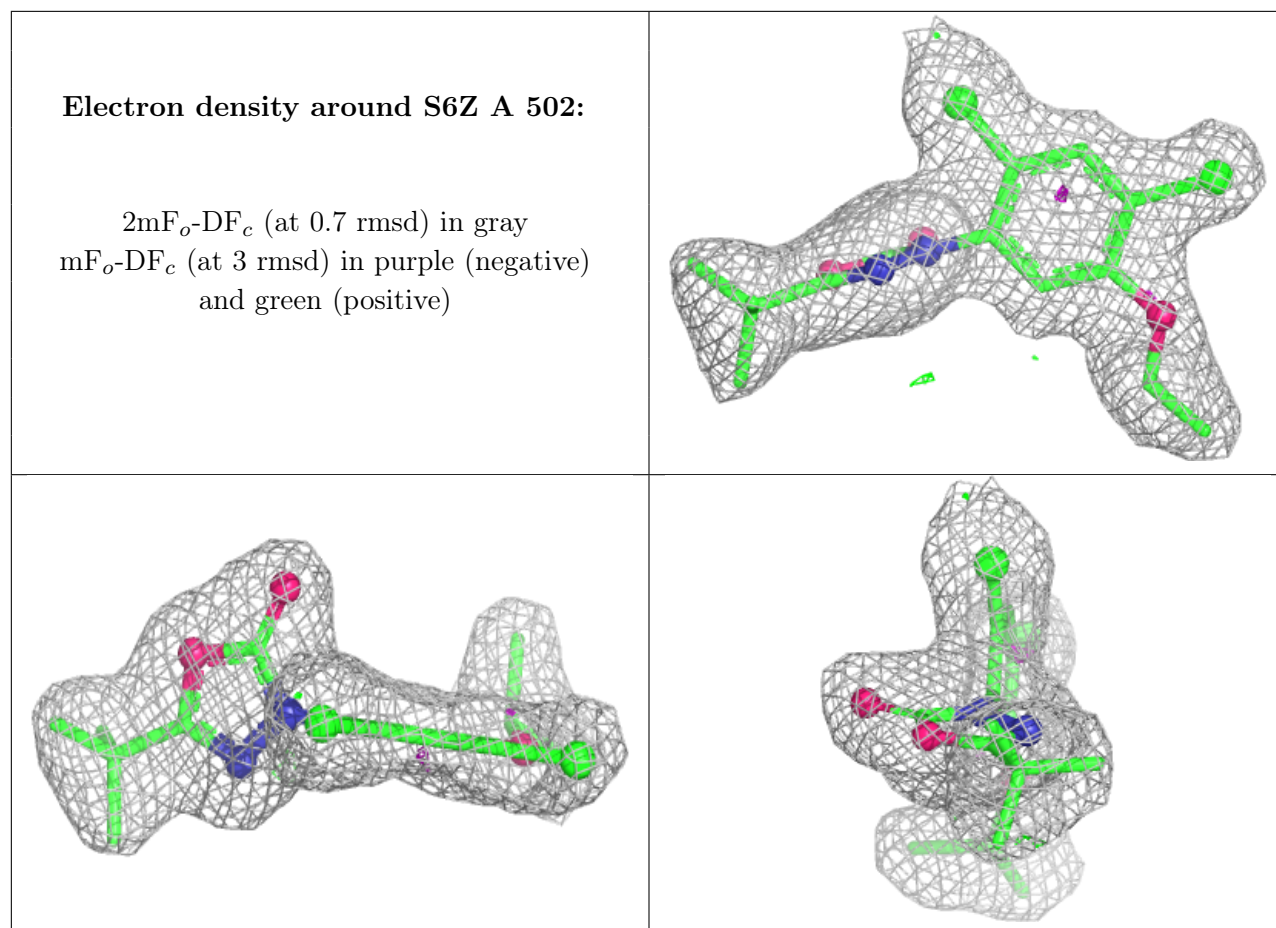 Electron density around S6Z A 502:
2mFo-DFc (at 0.7 rmsd) in gray
mFo-DFc (at 3 rmsd) in purple (negative)
and green (positive)